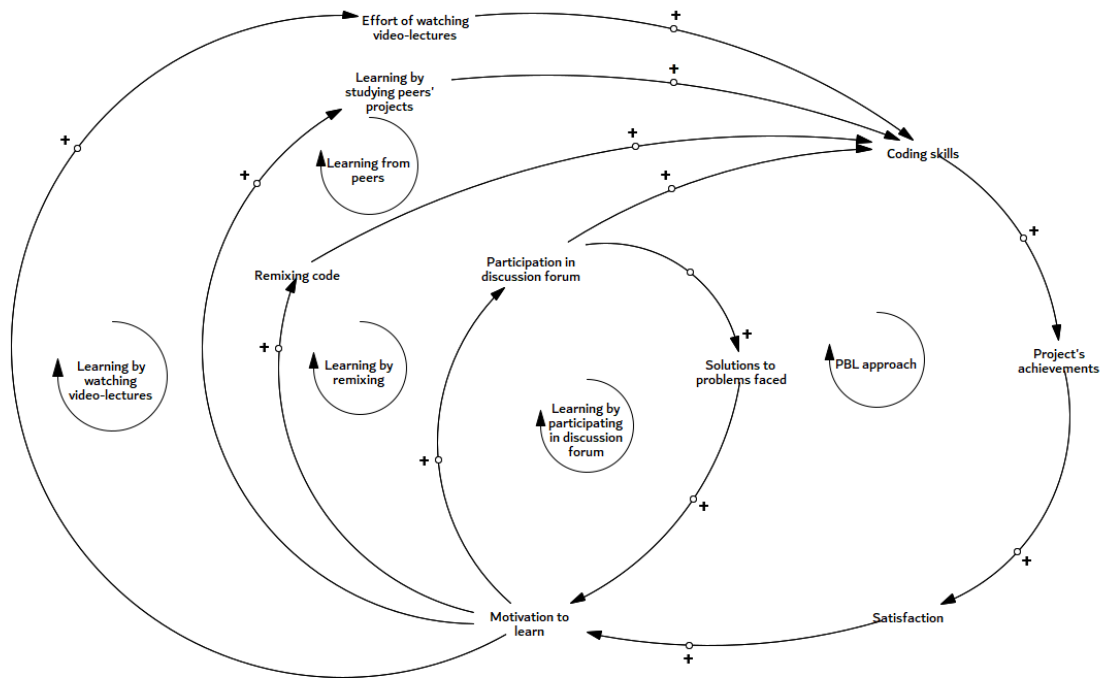 Effort of watching
video-lectures
+
+
Learning by
studying peers'
projects
+
+
+
Learning from
peers
+
Coding skills
+
+
Remixing code
Participation in
discussion forum
+
+
Learning by
watching
video-lectures
Learning by
remixing
Solutions to
problems faced
PBL approach
Project's
achievements
Learning by
participating
in discussion
forum
+
+
+
Motivation to
learn
Satisfaction
+